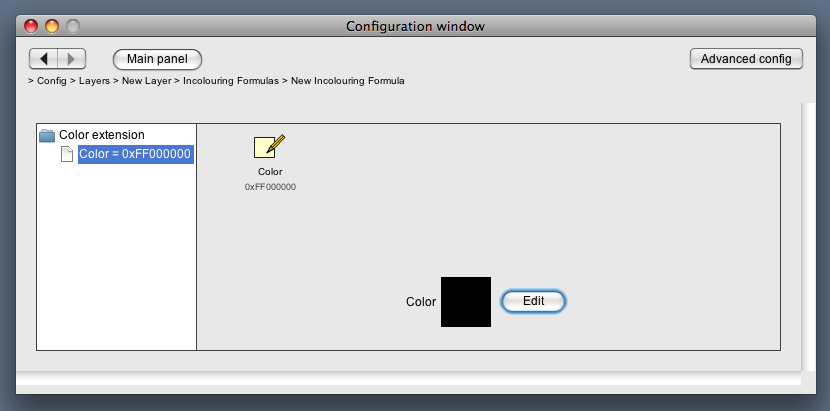 Configuration window
Main panel
Advanced config
> Config > Layers > New Layer > Incolouring Formulas > New Incolouring Formula
Color extension
Color = 0xFF000000
Color
0xFF000000
Color
Edit